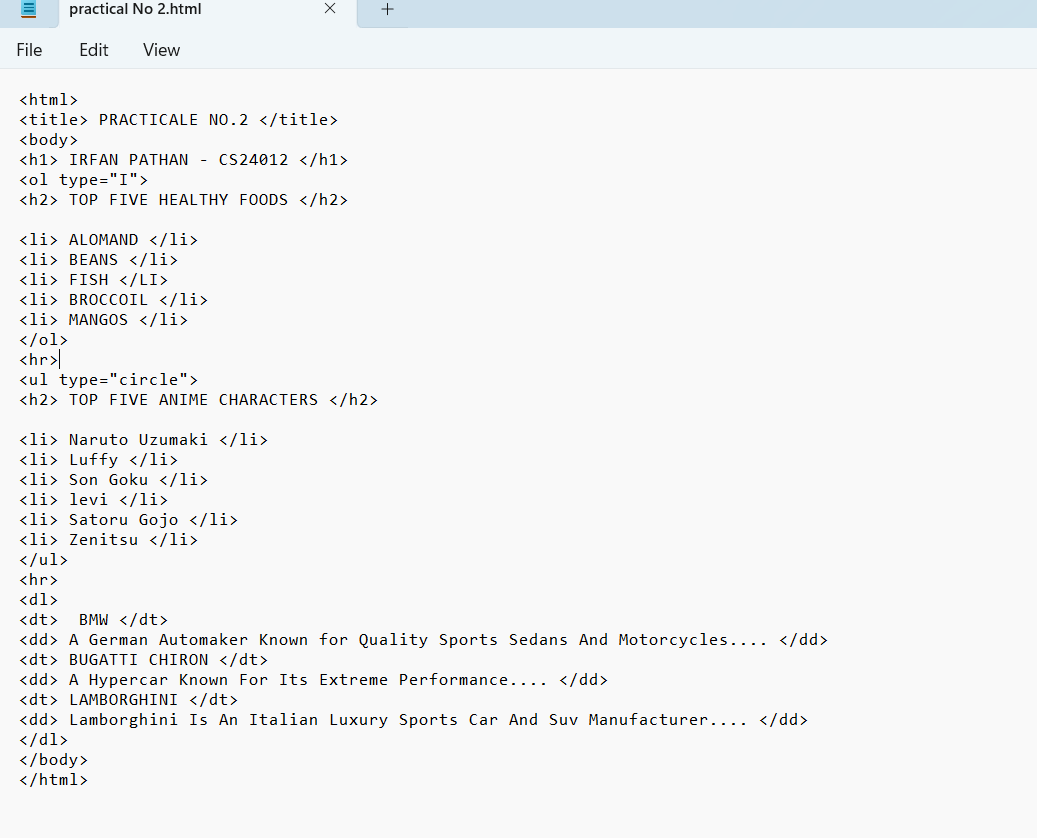 practical No 2.html
File Edit View
<html>
<title> PRACTICALE NO.2 </title>
<body>
<h1> IRFAN PATHAN - CS24012 </h1>
<ol type="I">
<h2> TOP FIVE HEALTHY FOODS </h2>
<li> ALOMAND </li>
<li> BEANS </li>
<li> FISH </LI>
<li> BROCCOIL </li>
<li> MANGOS </li>
</ol>
<hr>
<ul type="circle">
<h2> TOP FIVE ANIME CHARACTERS </h2>
<li> Naruto Uzumaki </li>
<li> Luffy </li>
<li> Son Goku </li>
<li> levi </li>
<li> Satoru Gojo </li>
<li> Zenitsu </li>
</ul>
<hr>
<dl>
<dt>  BMW </dt>
<dd> A German Automaker Known for Quality Sports Sedans And Motorcycles.... </dd>
<dt> BUGATTI CHIRON </dt>
<dd> A Hypercar Known For Its Extreme Performance.... </dd>
<dt> LAMBORGHINI </dt>
<dd> Lamborghini Is An Italian Luxury Sports Car And Suv Manufacturer.... </dd>
</dl>
</body>
</html>